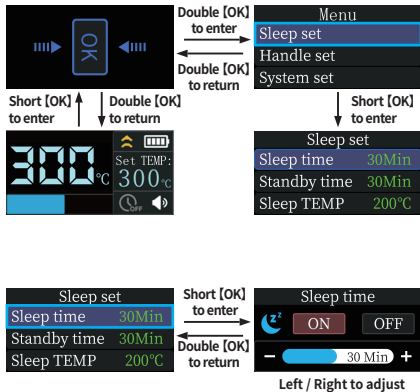 Double【OK】
to enter
Double【OK】
to return
OK
Menu
Sleep set
Handle set
System set
Short【OK】
to enter
Double【OK】
to return
Short【OK】
to enter
300℃
Set TEMP:
300℃
OFF
Sleep set
Sleep time 30Min
Standby time 30Min
Sleep TEMP 200℃
Sleep set
Sleep time 30Min
Standby time 30Min
Sleep TEMP 200℃
Short【OK】
to enter
Double【OK】
to return
Sleep time
zz ON OFF
− 30 Min +
Left / Right to adjust